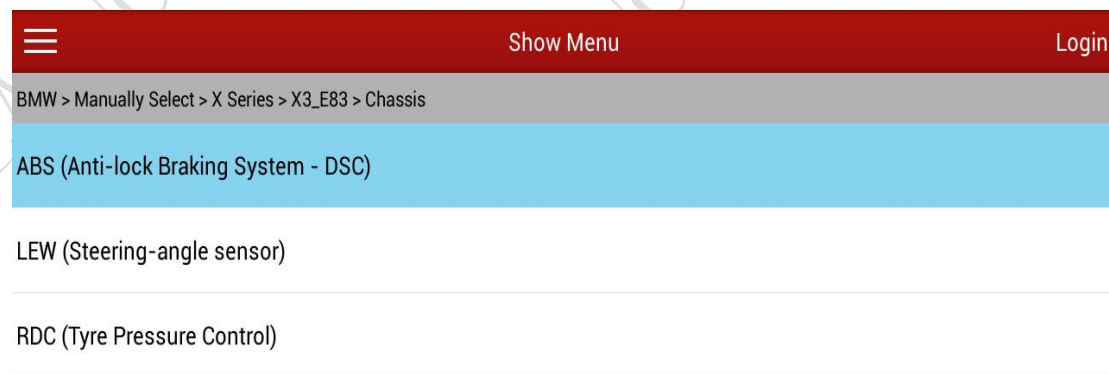 Show Menu
Login
BMW > Manually Select > X Series > X3_E83 > Chassis
ABS (Anti-lock Braking System - DSC)
LEW (Steering-angle sensor)
RDC (Tyre Pressure Control)